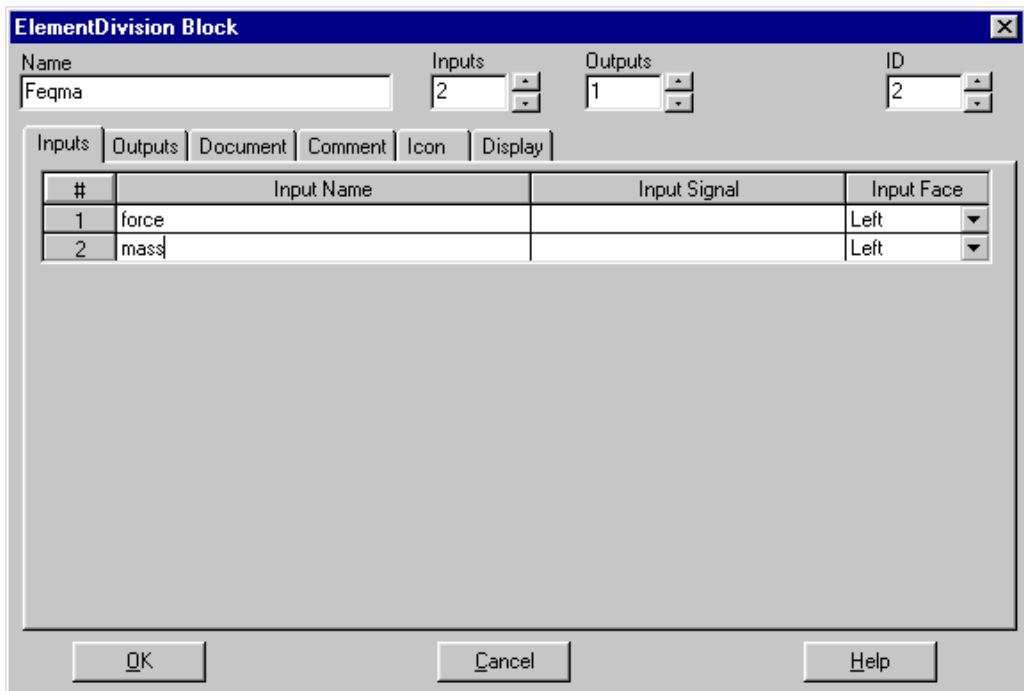 ElementDivision Block
Name Inputs Outputs ID
Feqma 2 1 2
Inputs Outputs Document Comment Icon Display
# Input Name Input Signal Input Face
1 force Left
2 mass Left
OK Cancel Help